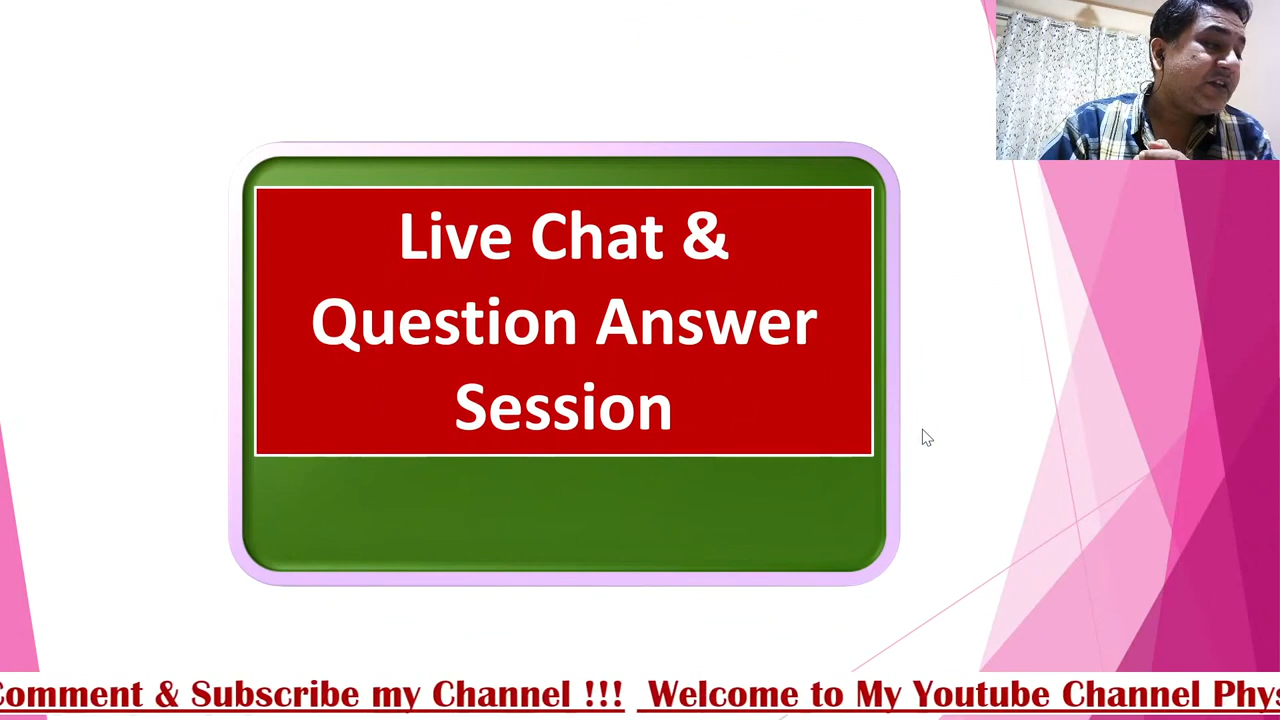 Live Chat &
Question Answer
Session
Comment & Subscribe my Channel !!! Welcome to My Youtube Channel